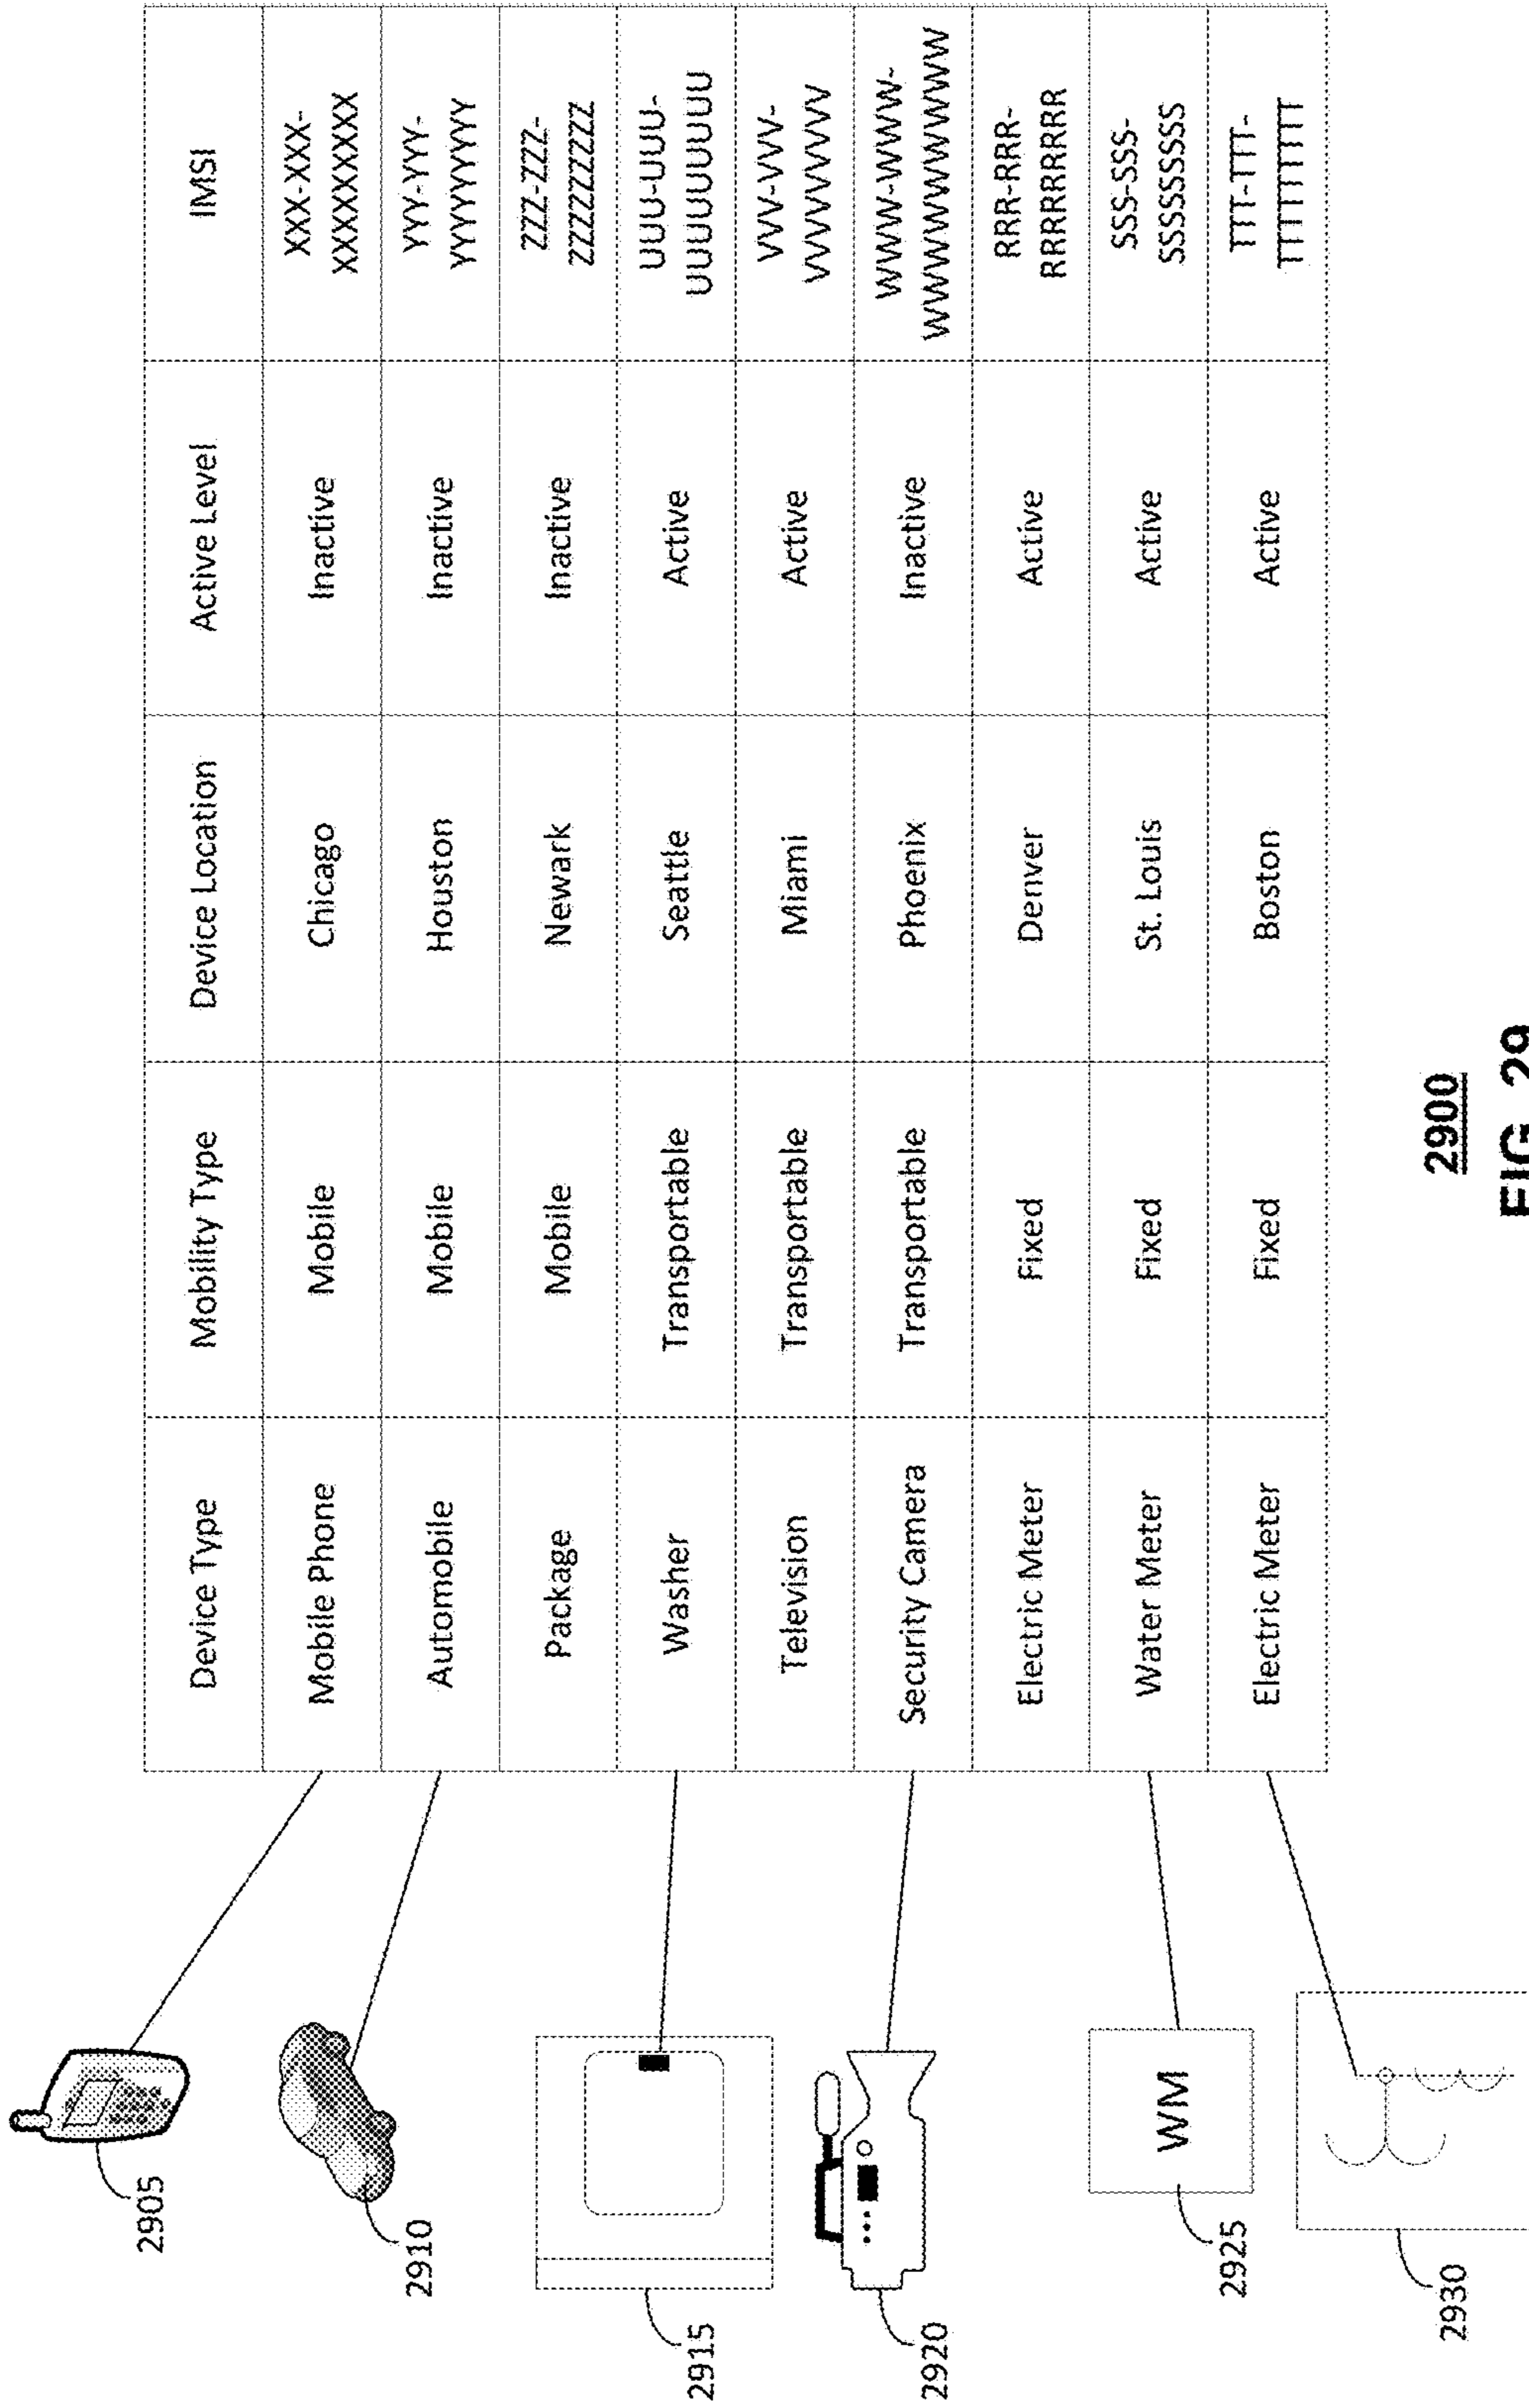 Device Type Mobility Type Device Location Active Level IMSI
2905
Mobile Phone Mobile Chicago Inactive XXX-XXX-
XXXXXXXXX
2910
Automobile Mobile Houston Inactive YYY-YYY-
YYYYYYYYY
Package Mobile Newark Inactive ZZZ-ZZZ-
ZZZZZZZZZ
2915
Washer Transportable Seattle Active UUU-UUU-
UUUUUUUUU
Television Transportable Miami Active VVV-VVV-
VVVVVVVVV
2920
Security Camera Transportable Phoenix Inactive WWW-WWW-
WWWWWWWWW
Electric Meter Fixed Denver Active RRR-RRR-
RRRRRRRRR
WM
2925
Water Meter Fixed St. Louis Active SSS-SSS-
SSSSSSSSS
2930
Electric Meter Fixed Boston Active TTT-TTT-
TTTTTTTTT
2900
FIG. 29